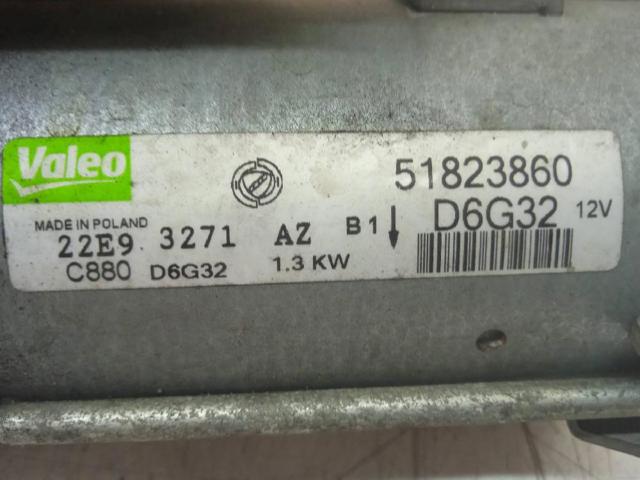 Valeo
51823860
MADE IN POLAND
D6G32 12V
22E9 3271 AZ B1
C880 D6G32 1.3 KW